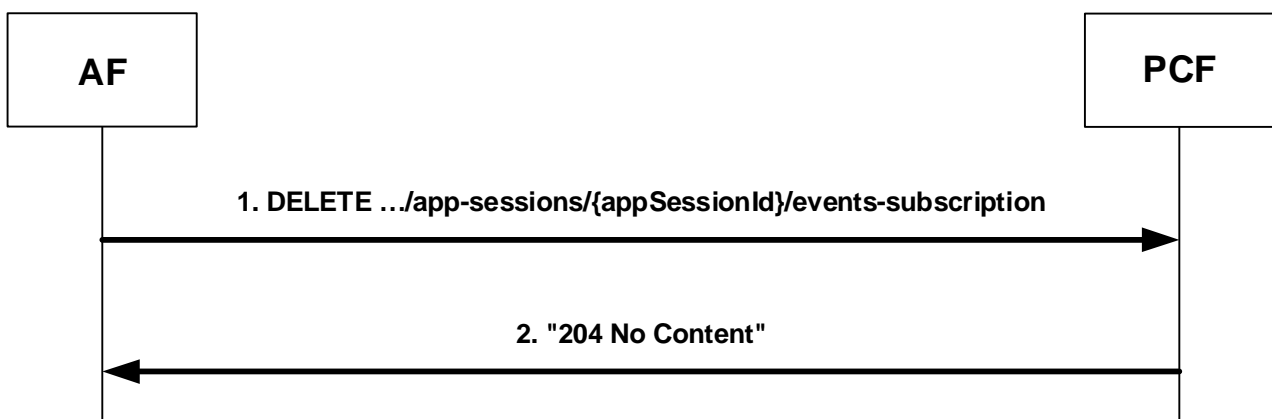 AF
PCF
1. DELETE …/app-sessions/{appSessionId}/events-subscription
2. "204 No Content"